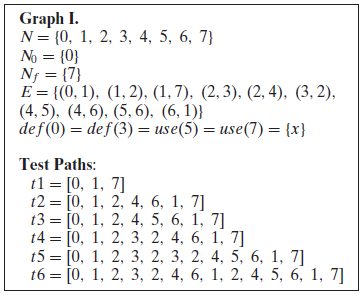 Graph I.
N = {0, 1, 2, 3, 4, 5, 6, 7}
N₀ = {0}
N_f = {7}
E = {(0, 1), (1, 2), (1, 7), (2, 3), (2, 4), (3, 2),
(4, 5), (4, 6), (5, 6), (6, 1)}
def(0) = def(3) = use(5) = use(7) = {x}
Test Paths:
t1 = [0, 1, 7]
t2 = [0, 1, 2, 4, 6, 1, 7]
t3 = [0, 1, 2, 4, 5, 6, 1, 7]
t4 = [0, 1, 2, 3, 2, 4, 6, 1, 7]
t5 = [0, 1, 2, 3, 2, 3, 2, 4, 5, 6, 1, 7]
t6 = [0, 1, 2, 3, 2, 4, 6, 1, 2, 4, 5, 6, 1, 7]